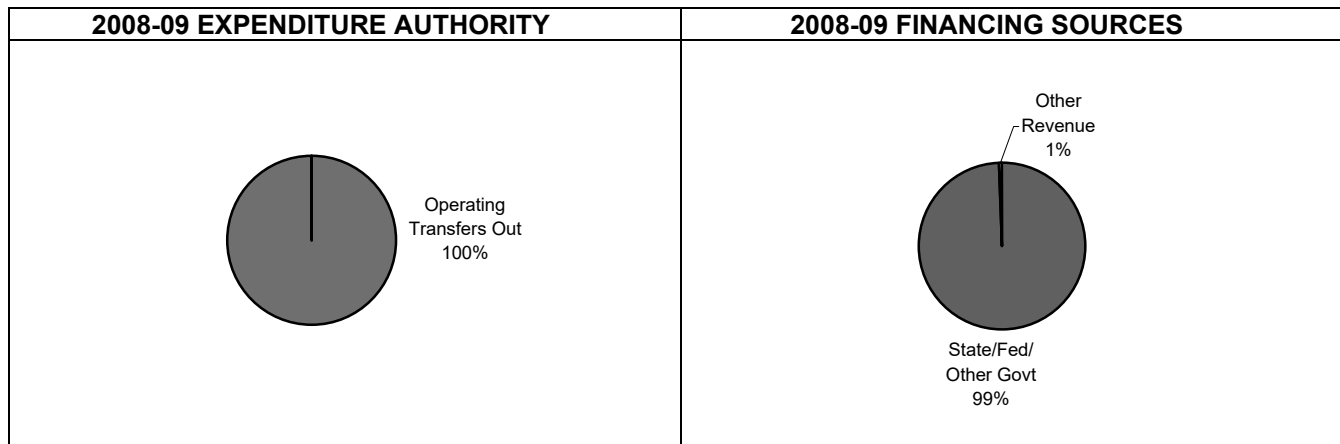 2008-09 EXPENDITURE AUTHORITY
2008-09 FINANCING SOURCES
Operating
Transfers Out
100%
Other
Revenue
1%
State/Fed/
Other Govt
99%